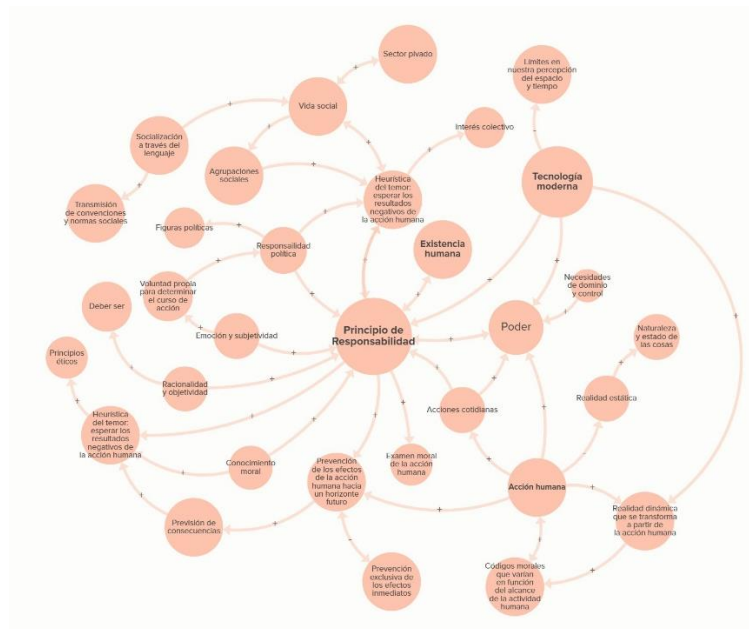 Sector pivado
Límites en
nuestra percepción
del espacio
y tiempo
Vida social
Interés colectivo
Socialización
a través del
lenguaje
Agrupaciones
sociales
Tecnología
moderna
Heurística
del temor:
esperar los
resultados
negativos de
la acción humana
Transmisión
de convenciones
y normas sociales
Figuras políticas
Responsailidad
política
Existencia
humana
Voluntad propia
para determinar
el curso de
acción
Necesidades
de dominio
y control
Deber ser
Emoción y subjetividad
Principio de
Responsabilidad
Poder
Naturaleza
y estado de
las cosas
Principios
éticos
Racionalidad
y objetividad
Acciones cotidianas
Realidad estática
Heurística
del temor:
esperar los
resultados
negativos de
la acción humana
Conocimiento
moral
Prevención
de los efectos
de la acción
humana hacia
un horizonte
futuro
Examen moral
de la acción
humana
Acción humana
Previsión de
consecuencias
Realidad dinámica
que se transforma
a partir de
la acción humana
Prevención
exclusiva de
los efectos
inmediatos
Códigos morales
que varían en
función
del alcance
de la actividad
humana